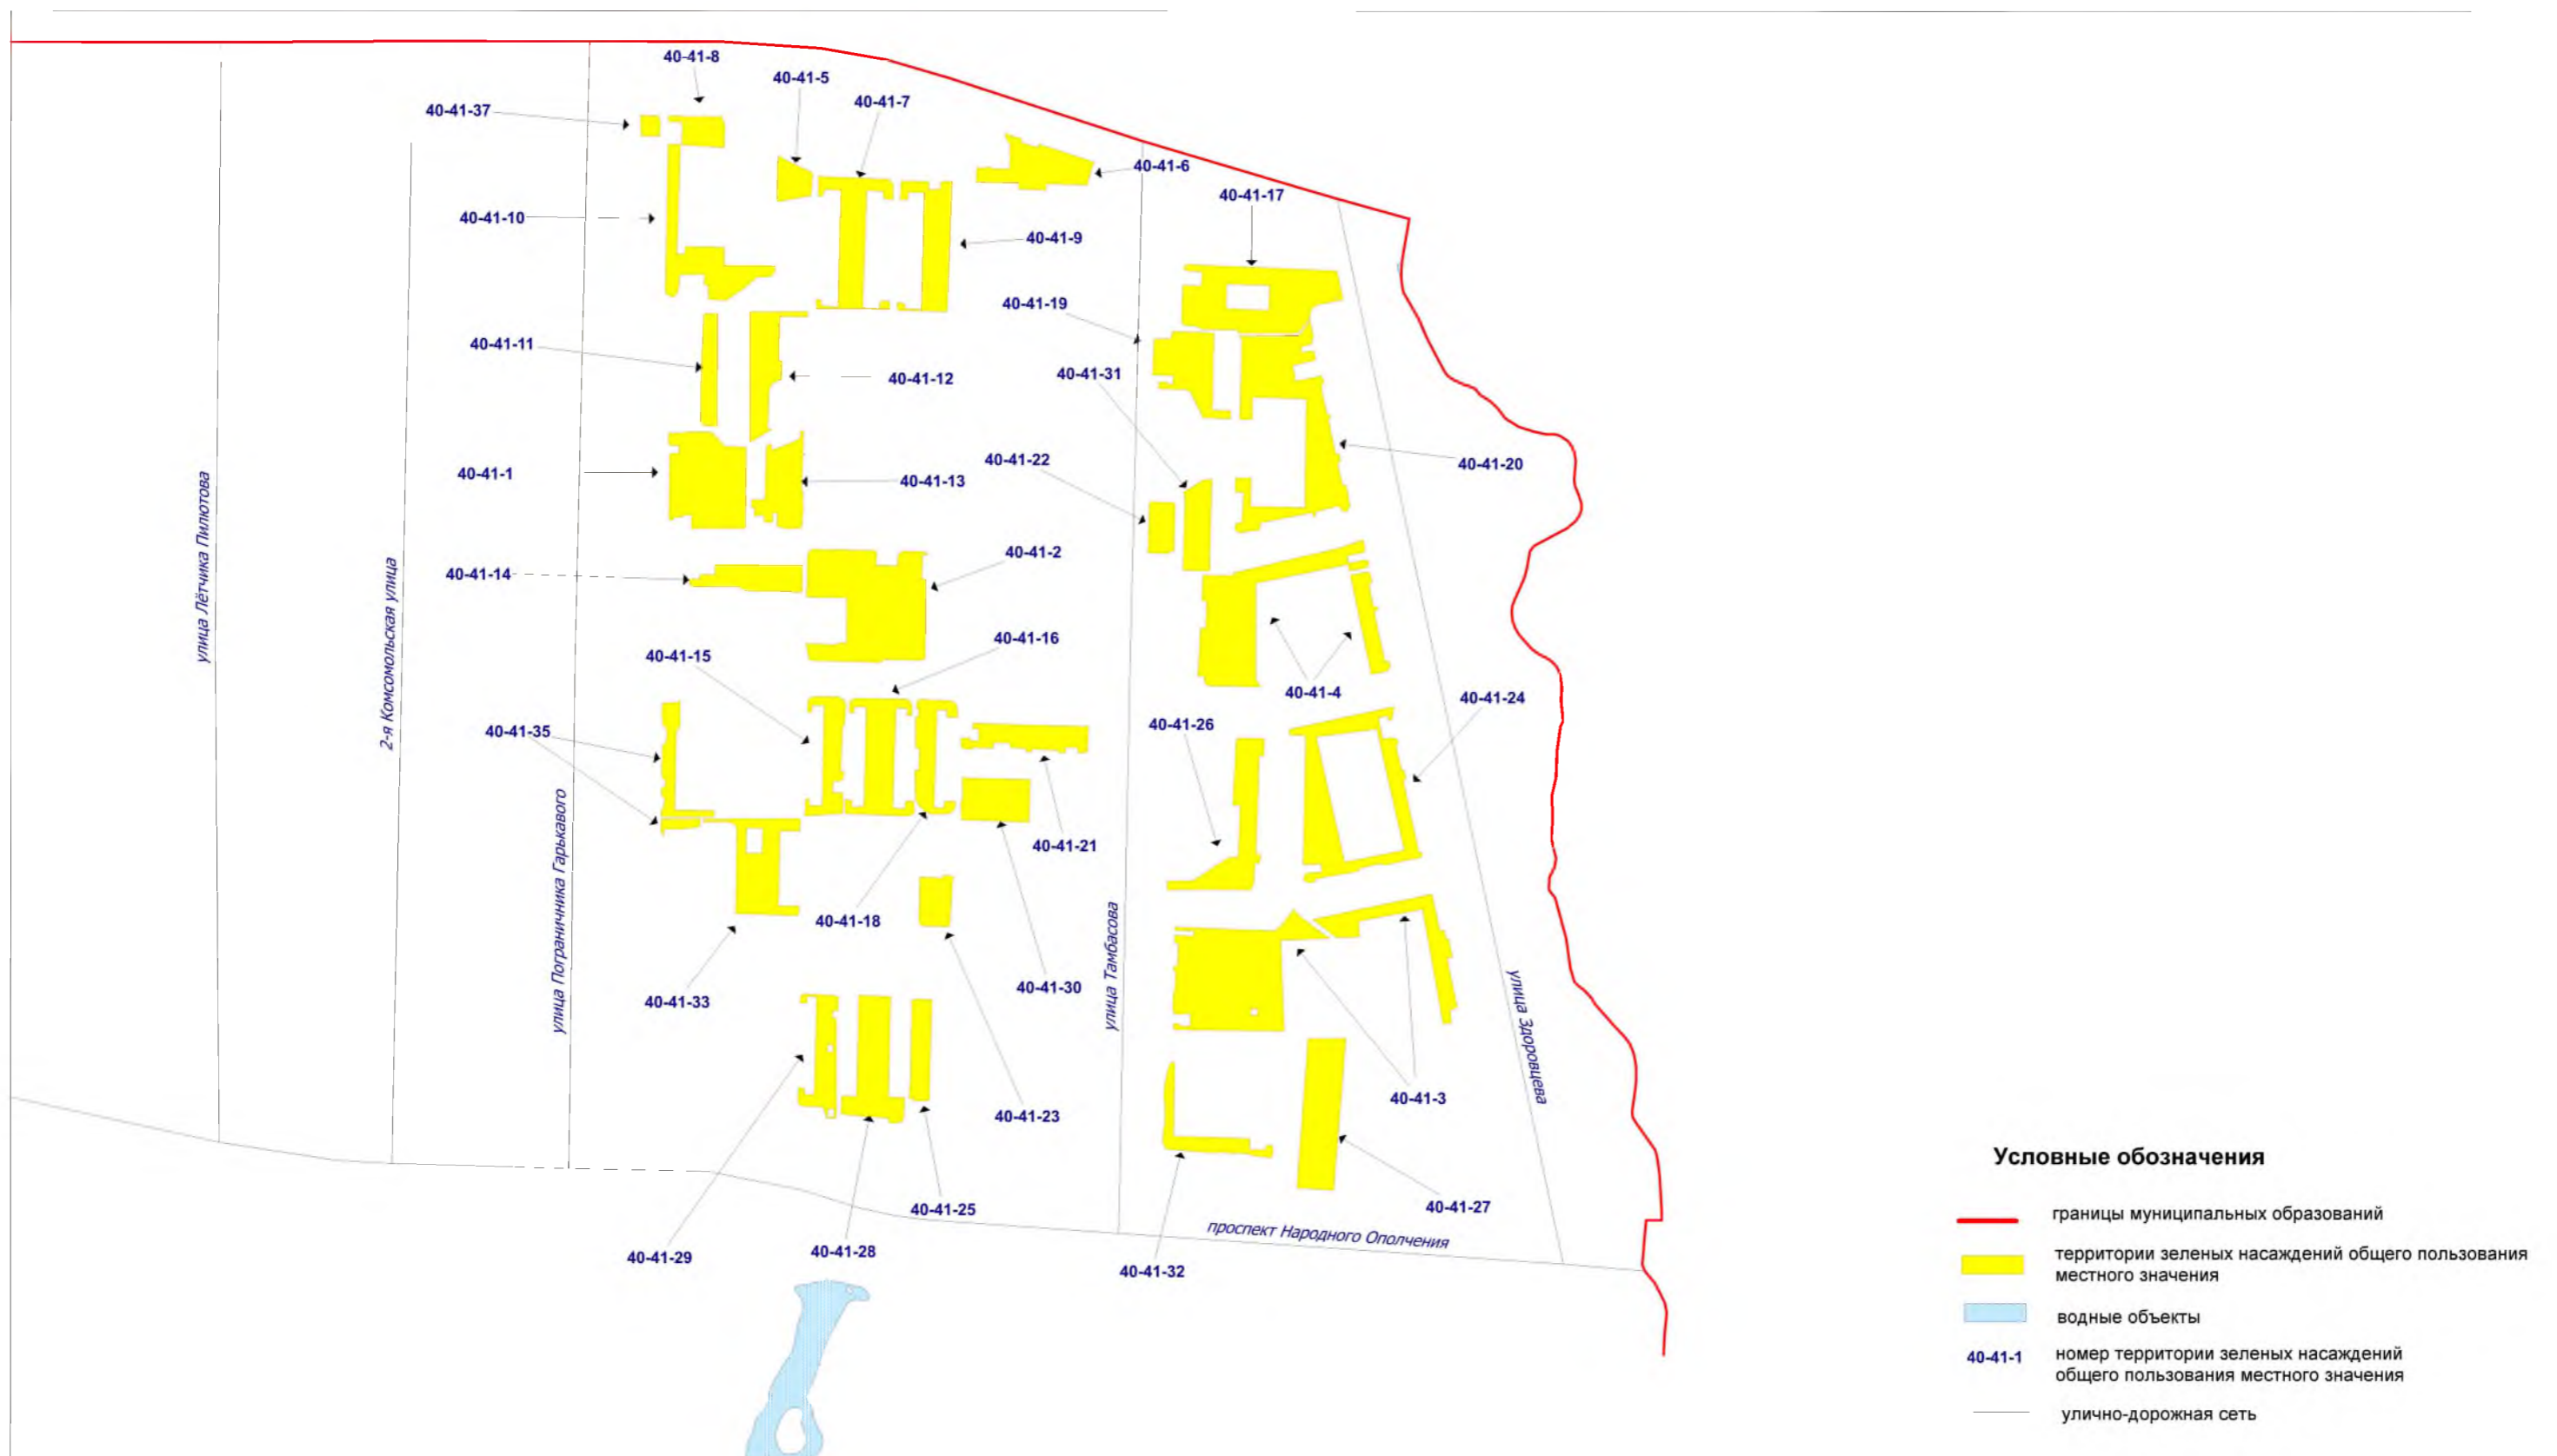 40-41-8
40-41-5
40-41-7
40-41-37
40-41-6
40-41-17
40-41-10
40-41-9
40-41-19
40-41-11
40-41-12
40-41-31
40-41-22
40-41-20
40-41-1
40-41-13
40-41-2
40-41-14
40-41-16
40-41-15
40-41-4
40-41-24
40-41-26
40-41-35
40-41-21
40-41-18
40-41-30
40-41-33
40-41-3
40-41-23
40-41-25
40-41-27
40-41-29
40-41-28
40-41-32
улица Лётчика Пилютова
2-я Комсомольская улица
улица Пограничника Гарькавого
улица Тамбасова
улица Здоровцева
проспект Народного Ополчения
Условные обозначения
границы муниципальных образований
территории зеленых насаждений общего пользования
местного значения
водные объекты
40-41-1
номер территории зеленых насаждений
общего пользования местного значения
улично-дорожная сеть